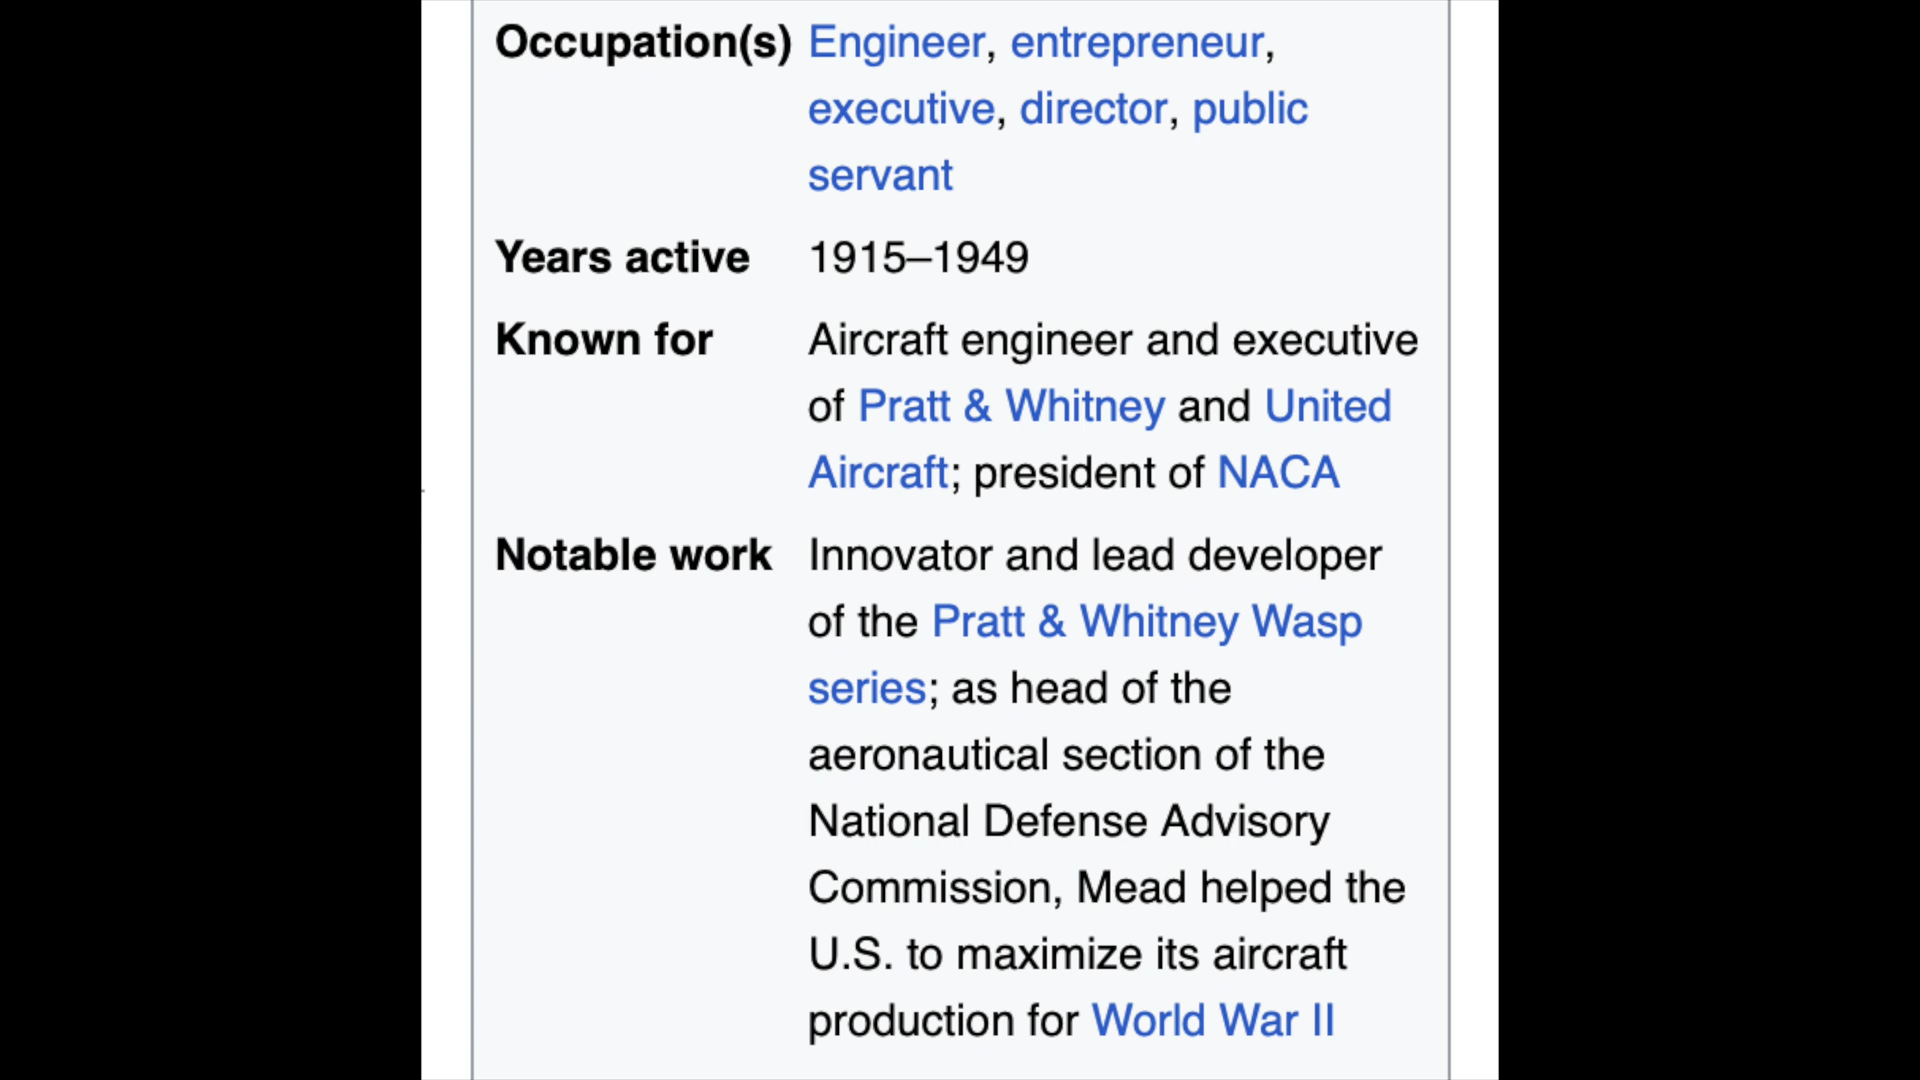 Occupation(s) Engineer, entrepreneur,
executive, director, public
servant
Years active 1915–1949
Known for Aircraft engineer and executive
of Pratt & Whitney and United
Aircraft; president of NACA
Notable work Innovator and lead developer
of the Pratt & Whitney Wasp
series; as head of the
aeronautical section of the
National Defense Advisory
Commission, Mead helped the
U.S. to maximize its aircraft
production for World War II